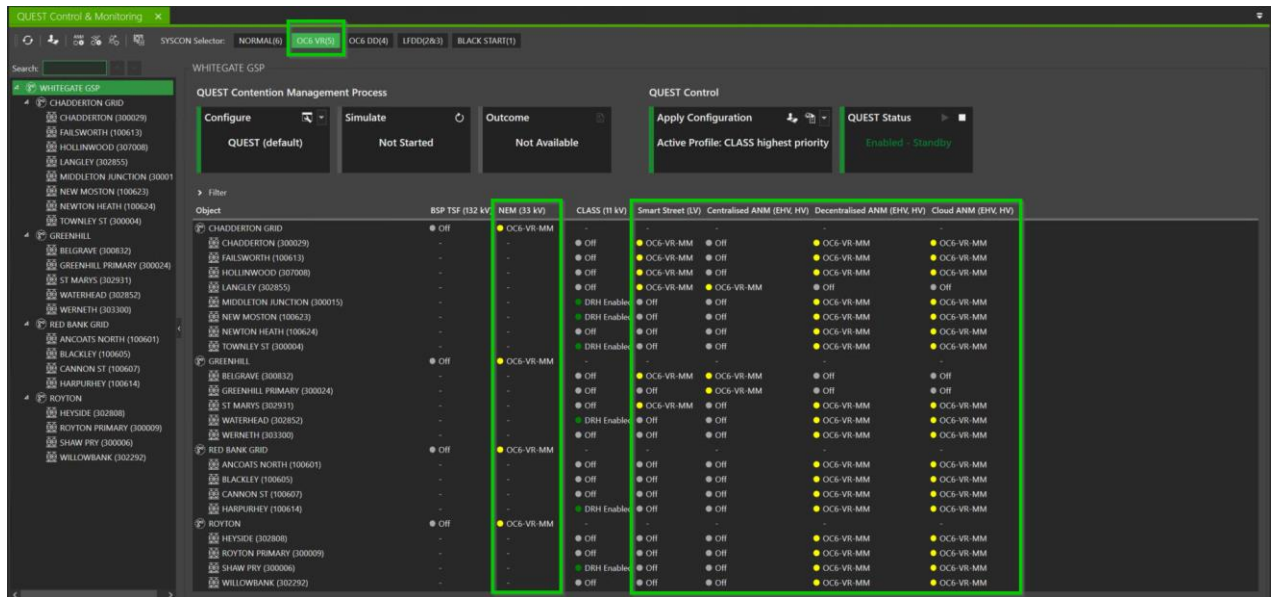 QUEST Control & Monitoring ×
SYSCON Selector: NORMAL(6) OC6 VR(5) OC6 DD(4) LFDD(2&3) BLACK START(1)
Search:
WHITEGATE GSP
CHADDERTON GRID
CHADDERTON (300029)
FAILSWORTH (100613)
HOLLINWOOD (307008)
LANGLEY (302855)
MIDDLETON JUNCTION (30001
NEW MOSTON (100623)
NEWTON HEATH (100624)
TOWNLEY ST (300004)
GREENHILL
BELGRAVE (300832)
GREENHILL PRIMARY (300024)
ST MARYS (302931)
WATERHEAD (302852)
WERNETH (303300)
RED BANK GRID
ANCOATS NORTH (100601)
BLACKLEY (100605)
CANNON ST (100607)
HARPURHEY (100614)
ROYTON
HEYSIDE (302808)
ROYTON PRIMARY (300009)
SHAW PRY (300006)
WILLOWBANK (302292)
WHITEGATE GSP
QUEST Contention Management Process QUEST Control
Configure Simulate Outcome Apply Configuration QUEST Status
QUEST (default) Not Started Not Available Active Profile: CLASS highest priority Enabled - Standby
> Filter
Object BSP TSF (132 kV) NEM (33 kV) CLASS (11 kV) Smart Street (LV) Centralised ANM (EHV, HV) Decentralised ANM (EHV, HV) Cloud ANM (EHV, HV)
CHADDERTON GRID Off OC6-VR-MM - - - - -
CHADDERTON (300029) - - Off OC6-VR-MM Off OC6-VR-MM OC6-VR-MM
FAILSWORTH (100613) - - Off OC6-VR-MM Off OC6-VR-MM OC6-VR-MM
HOLLINWOOD (307008) - - Off OC6-VR-MM Off OC6-VR-MM OC6-VR-MM
LANGLEY (302855) - - Off OC6-VR-MM OC6-VR-MM Off Off
MIDDLETON JUNCTION (300015) - - DRH Enabled Off Off OC6-VR-MM OC6-VR-MM
NEW MOSTON (100623) - - DRH Enabled Off Off OC6-VR-MM OC6-VR-MM
NEWTON HEATH (100624) - - Off Off Off OC6-VR-MM OC6-VR-MM
TOWNLEY ST (300004) - - DRH Enabled Off Off OC6-VR-MM OC6-VR-MM
GREENHILL Off OC6-VR-MM - - - - -
BELGRAVE (300832) - - Off OC6-VR-MM OC6-VR-MM Off Off
GREENHILL PRIMARY (300024) - - Off Off OC6-VR-MM Off Off
ST MARYS (302931) - - Off OC6-VR-MM Off OC6-VR-MM OC6-VR-MM
WATERHEAD (302852) - - DRH Enabled Off Off OC6-VR-MM OC6-VR-MM
WERNETH (303300) - - Off Off Off OC6-VR-MM OC6-VR-MM
RED BANK GRID Off OC6-VR-MM - - - - -
ANCOATS NORTH (100601) - - Off Off Off OC6-VR-MM OC6-VR-MM
BLACKLEY (100605) - - Off Off Off OC6-VR-MM OC6-VR-MM
CANNON ST (100607) - - Off Off Off OC6-VR-MM OC6-VR-MM
HARPURHEY (100614) - - DRH Enabled Off Off OC6-VR-MM OC6-VR-MM
ROYTON Off OC6-VR-MM - - - - -
HEYSIDE (302808) - - Off Off Off OC6-VR-MM OC6-VR-MM
ROYTON PRIMARY (300009) - - Off Off Off OC6-VR-MM OC6-VR-MM
SHAW PRY (300006) - - DRH Enabled Off Off OC6-VR-MM OC6-VR-MM
WILLOWBANK (302292) - - Off Off Off OC6-VR-MM OC6-VR-MM